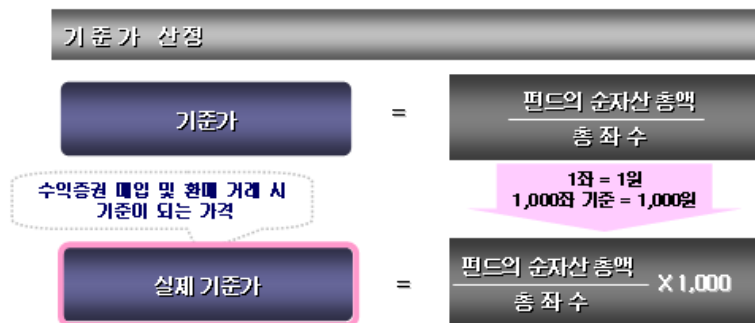 기준가 산정
기준가
=
펀드의 순자산 총액
총 좌 수
수익증권 매입 및 환매 거래 시
기준이 되는 가격
1좌 = 1원
1,000좌 기준 = 1,000원
실제 기준가
=
펀드의 순자산 총액
총 좌 수
X 1,000